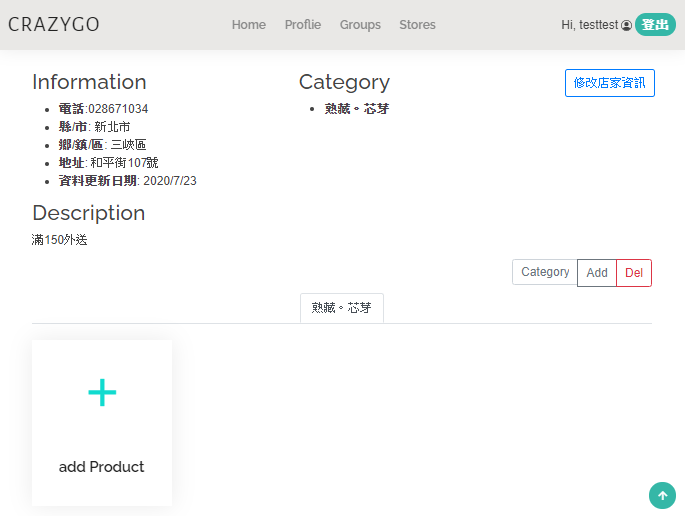 CRAZYGO
Home Proflie Groups Stores
Hi, testtest 登出
Information
電話:028671034
縣/市: 新北市
鄉/鎮/區: 三峽區
地址: 和平街107號
資料更新日期: 2020/7/23
Category
熟藏。芯芽
修改店家資訊
Description
滿150外送
Category Add Del
熟藏。芯芽
add Product